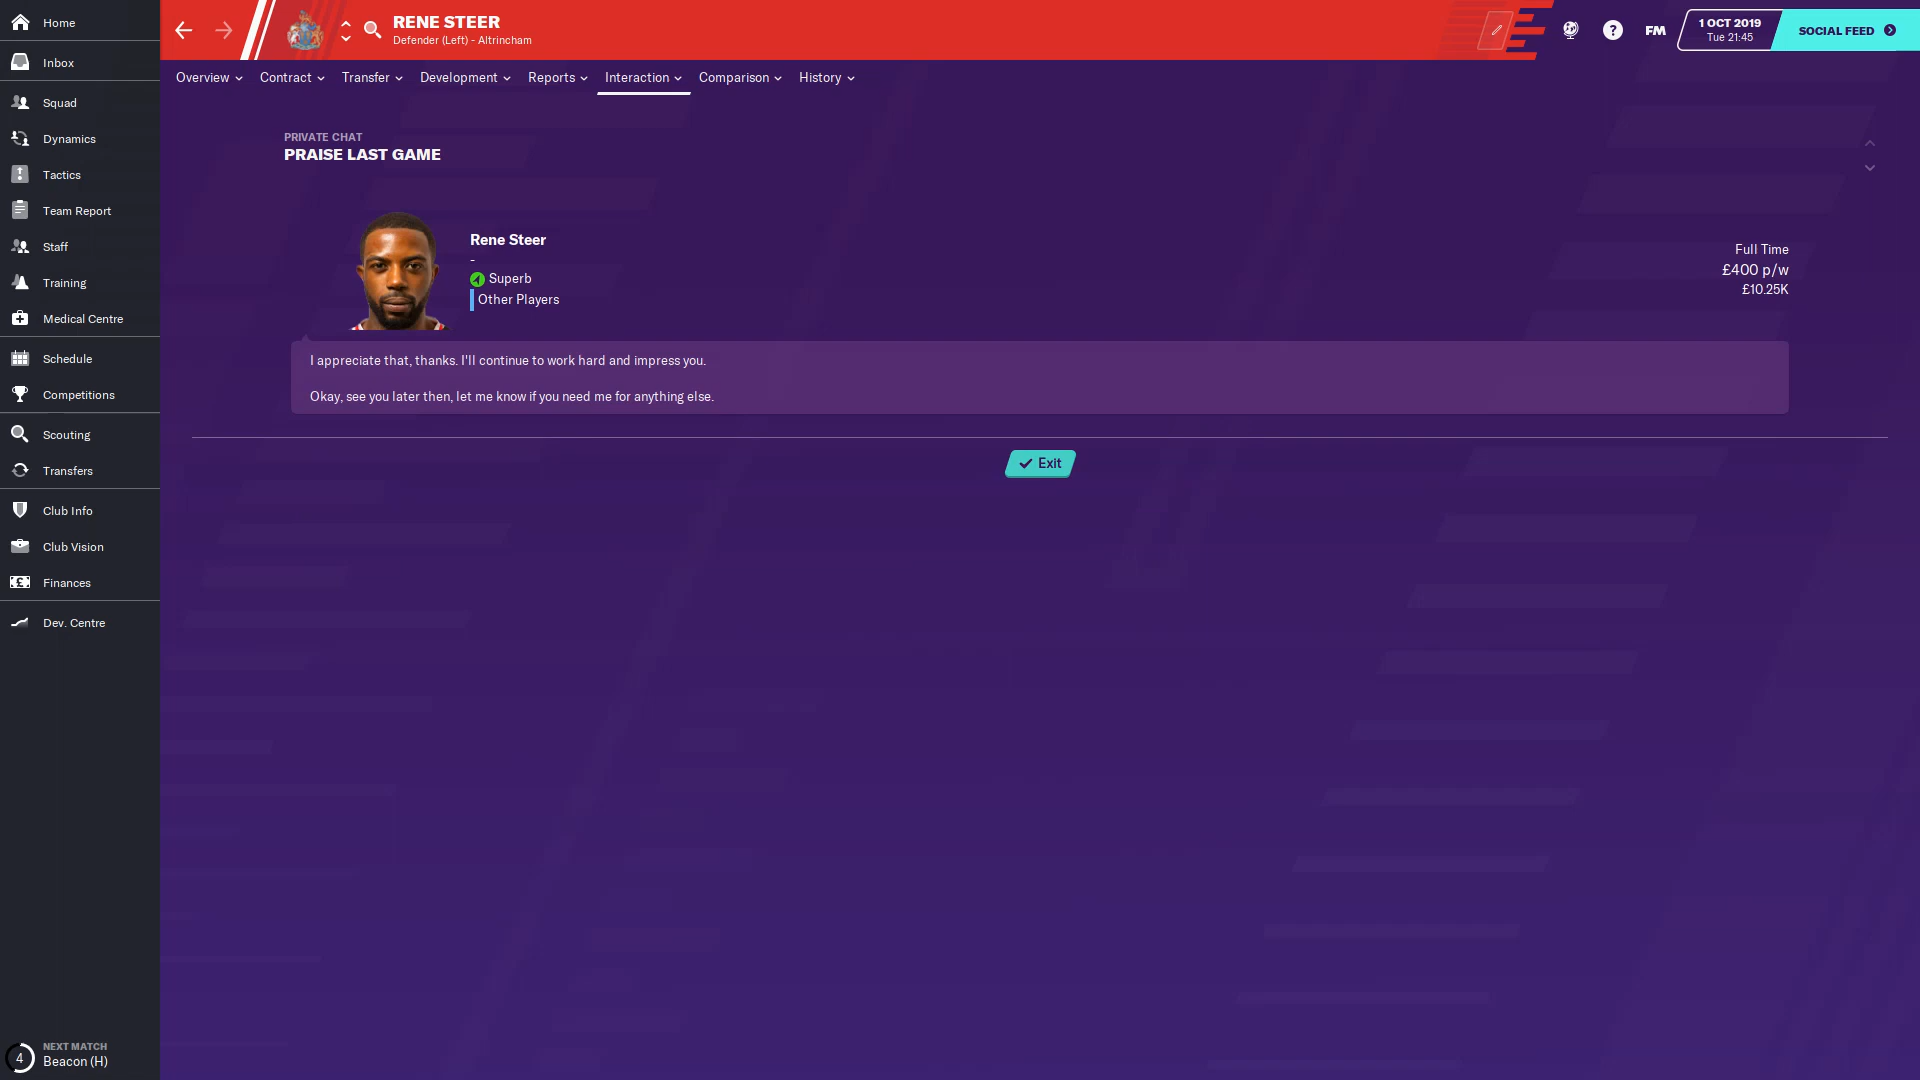 Home
Inbox
Squad
Dynamics
Tactics
Team Report
Staff
Training
Medical Centre
Schedule
Competitions
Scouting
Transfers
Club Info
Club Vision
Finances
Dev. Centre
4
NEXT MATCH
Beacon (H)
RENE STEER
Defender (Left) - Altrincham
?
FM
1 OCT 2019
Tue 21:45
SOCIAL FEED
Overview
Contract
Transfer
Development
Reports
Interaction
Comparison
History
PRIVATE CHAT
PRAISE LAST GAME
Rene Steer
-
Superb
Other Players
Full Time
£400 p/w
£10.25K
I appreciate that, thanks. I'll continue to work hard and impress you.
Okay, see you later then, let me know if you need me for anything else.
Exit